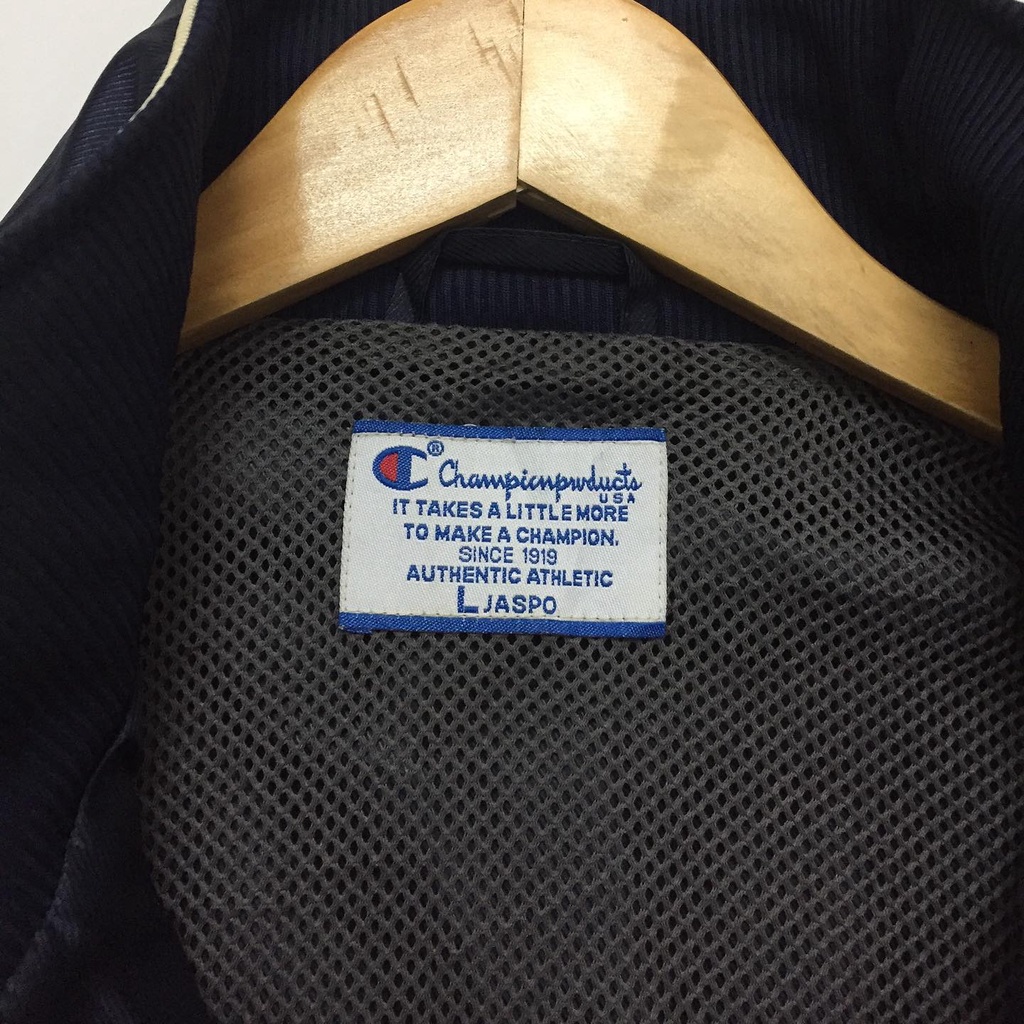 C®Championproducts
USA
IT TAKES A LITTLE MORE
TO MAKE A CHAMPION.
SINCE 1919
AUTHENTIC ATHLETIC
L JASPO